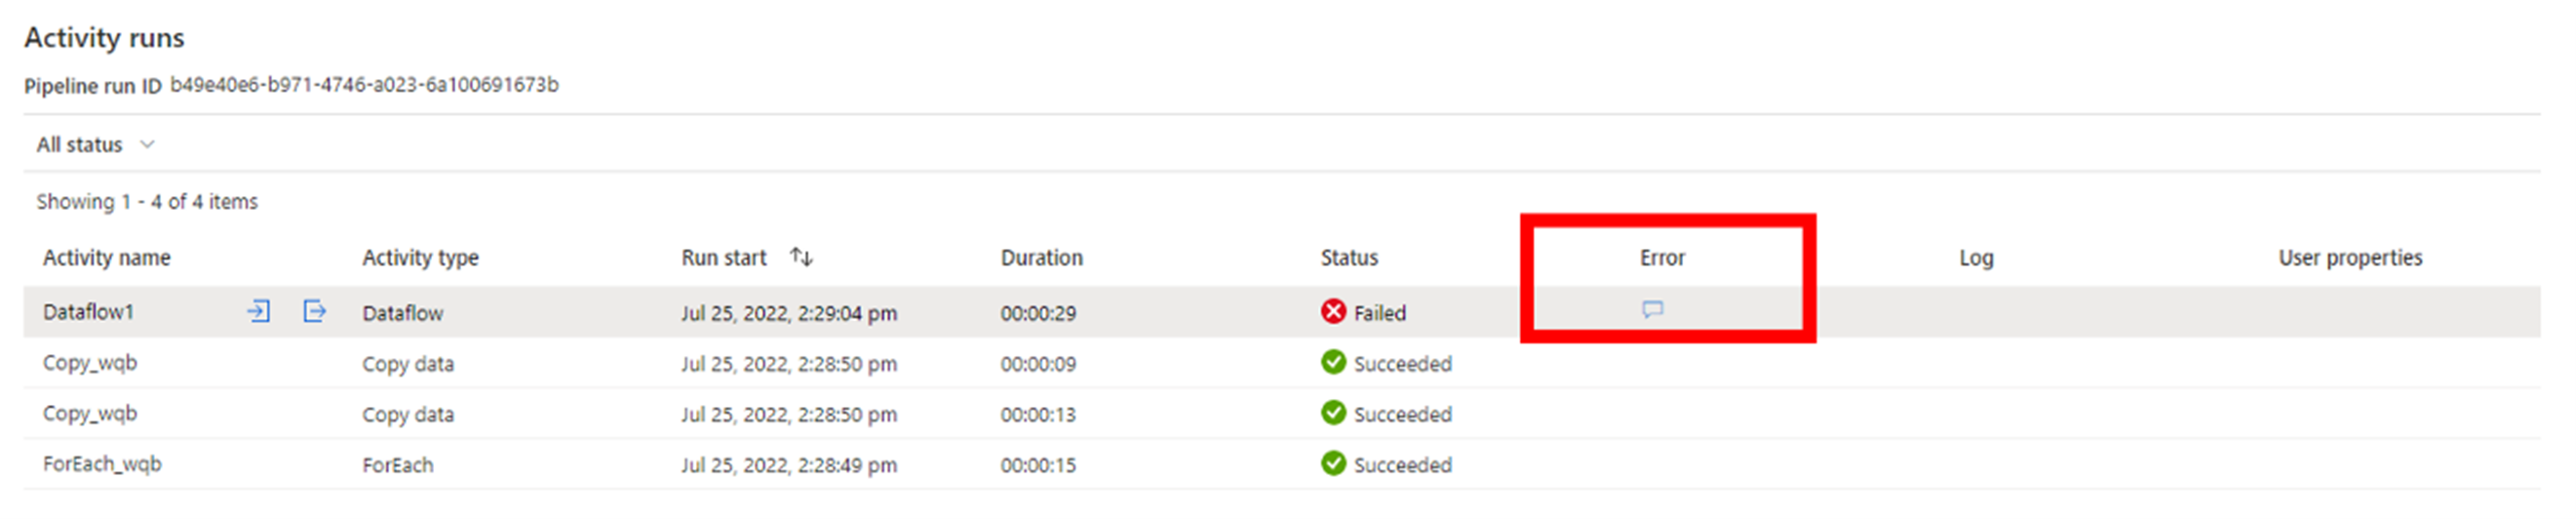 Activity runs
Pipeline run ID b49e40e6-b971-4746-a023-6a100691673b
All status
Showing 1 - 4 of 4 items
Activity name Activity type Run start Duration Status Error Log User properties
Dataflow1 Dataflow Jul 25, 2022, 2:29:04 pm 00:00:29 Failed
Copy_wqb Copy data Jul 25, 2022, 2:28:50 pm 00:00:09 Succeeded
Copy_wqb Copy data Jul 25, 2022, 2:28:50 pm 00:00:13 Succeeded
ForEach_wqb ForEach Jul 25, 2022, 2:28:49 pm 00:00:15 Succeeded